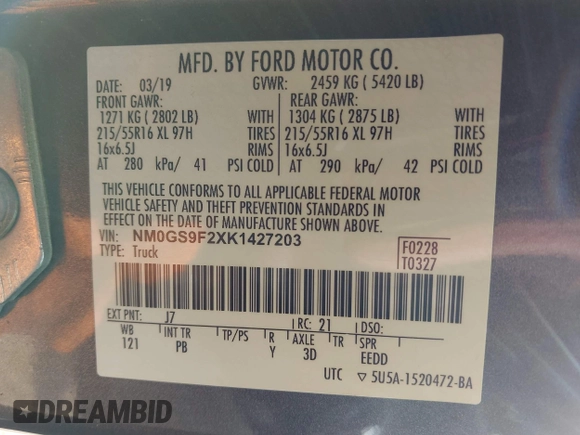 MFD. BY FORD MOTOR CO.
DATE: 03/19 GVWR: 2459 KG ( 5420 LB)
FRONT GAWR: REAR GAWR:
1271 KG ( 2802 LB) WITH 1304 KG ( 2875 LB) WITH
215/55R16 XL 97H TIRES 215/55R16 XL 97H TIRES
16x6.5J RIMS 16x6.5J RIMS
AT 280 kPa/ 41 PSI COLD AT 290 kPa/ 42 PSI COLD
THIS VEHICLE CONFORMS TO ALL APPLICABLE FEDERAL MOTOR
VEHICLE SAFETY AND THEFT PREVENTION STANDARDS IN
EFFECT ON THE DATE OF MANUFACTURE SHOWN ABOVE.
VIN: NM0GS9F2XK1427203 F0228
TYPE: Truck T0327
EXT PNT: J7 RC: 21 DSO:
WB INT TR TP/PS R AXLE TR SPR
121 PB Y 3D EEDD
UTC ▽ 5U5A-1520472-BA
DREAMBID